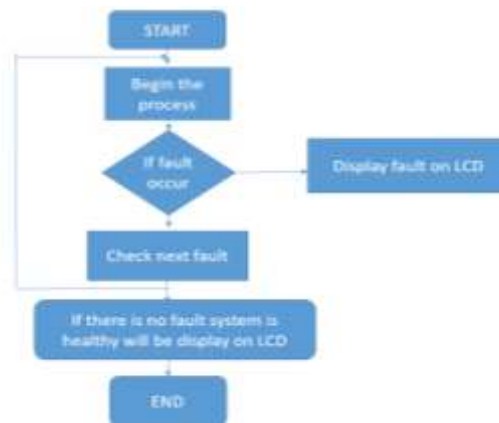 START
Begin the
process
If fault
occur
Display fault on LCD
Check next fault
If there is no fault system is
healthy will be display on LCD
END